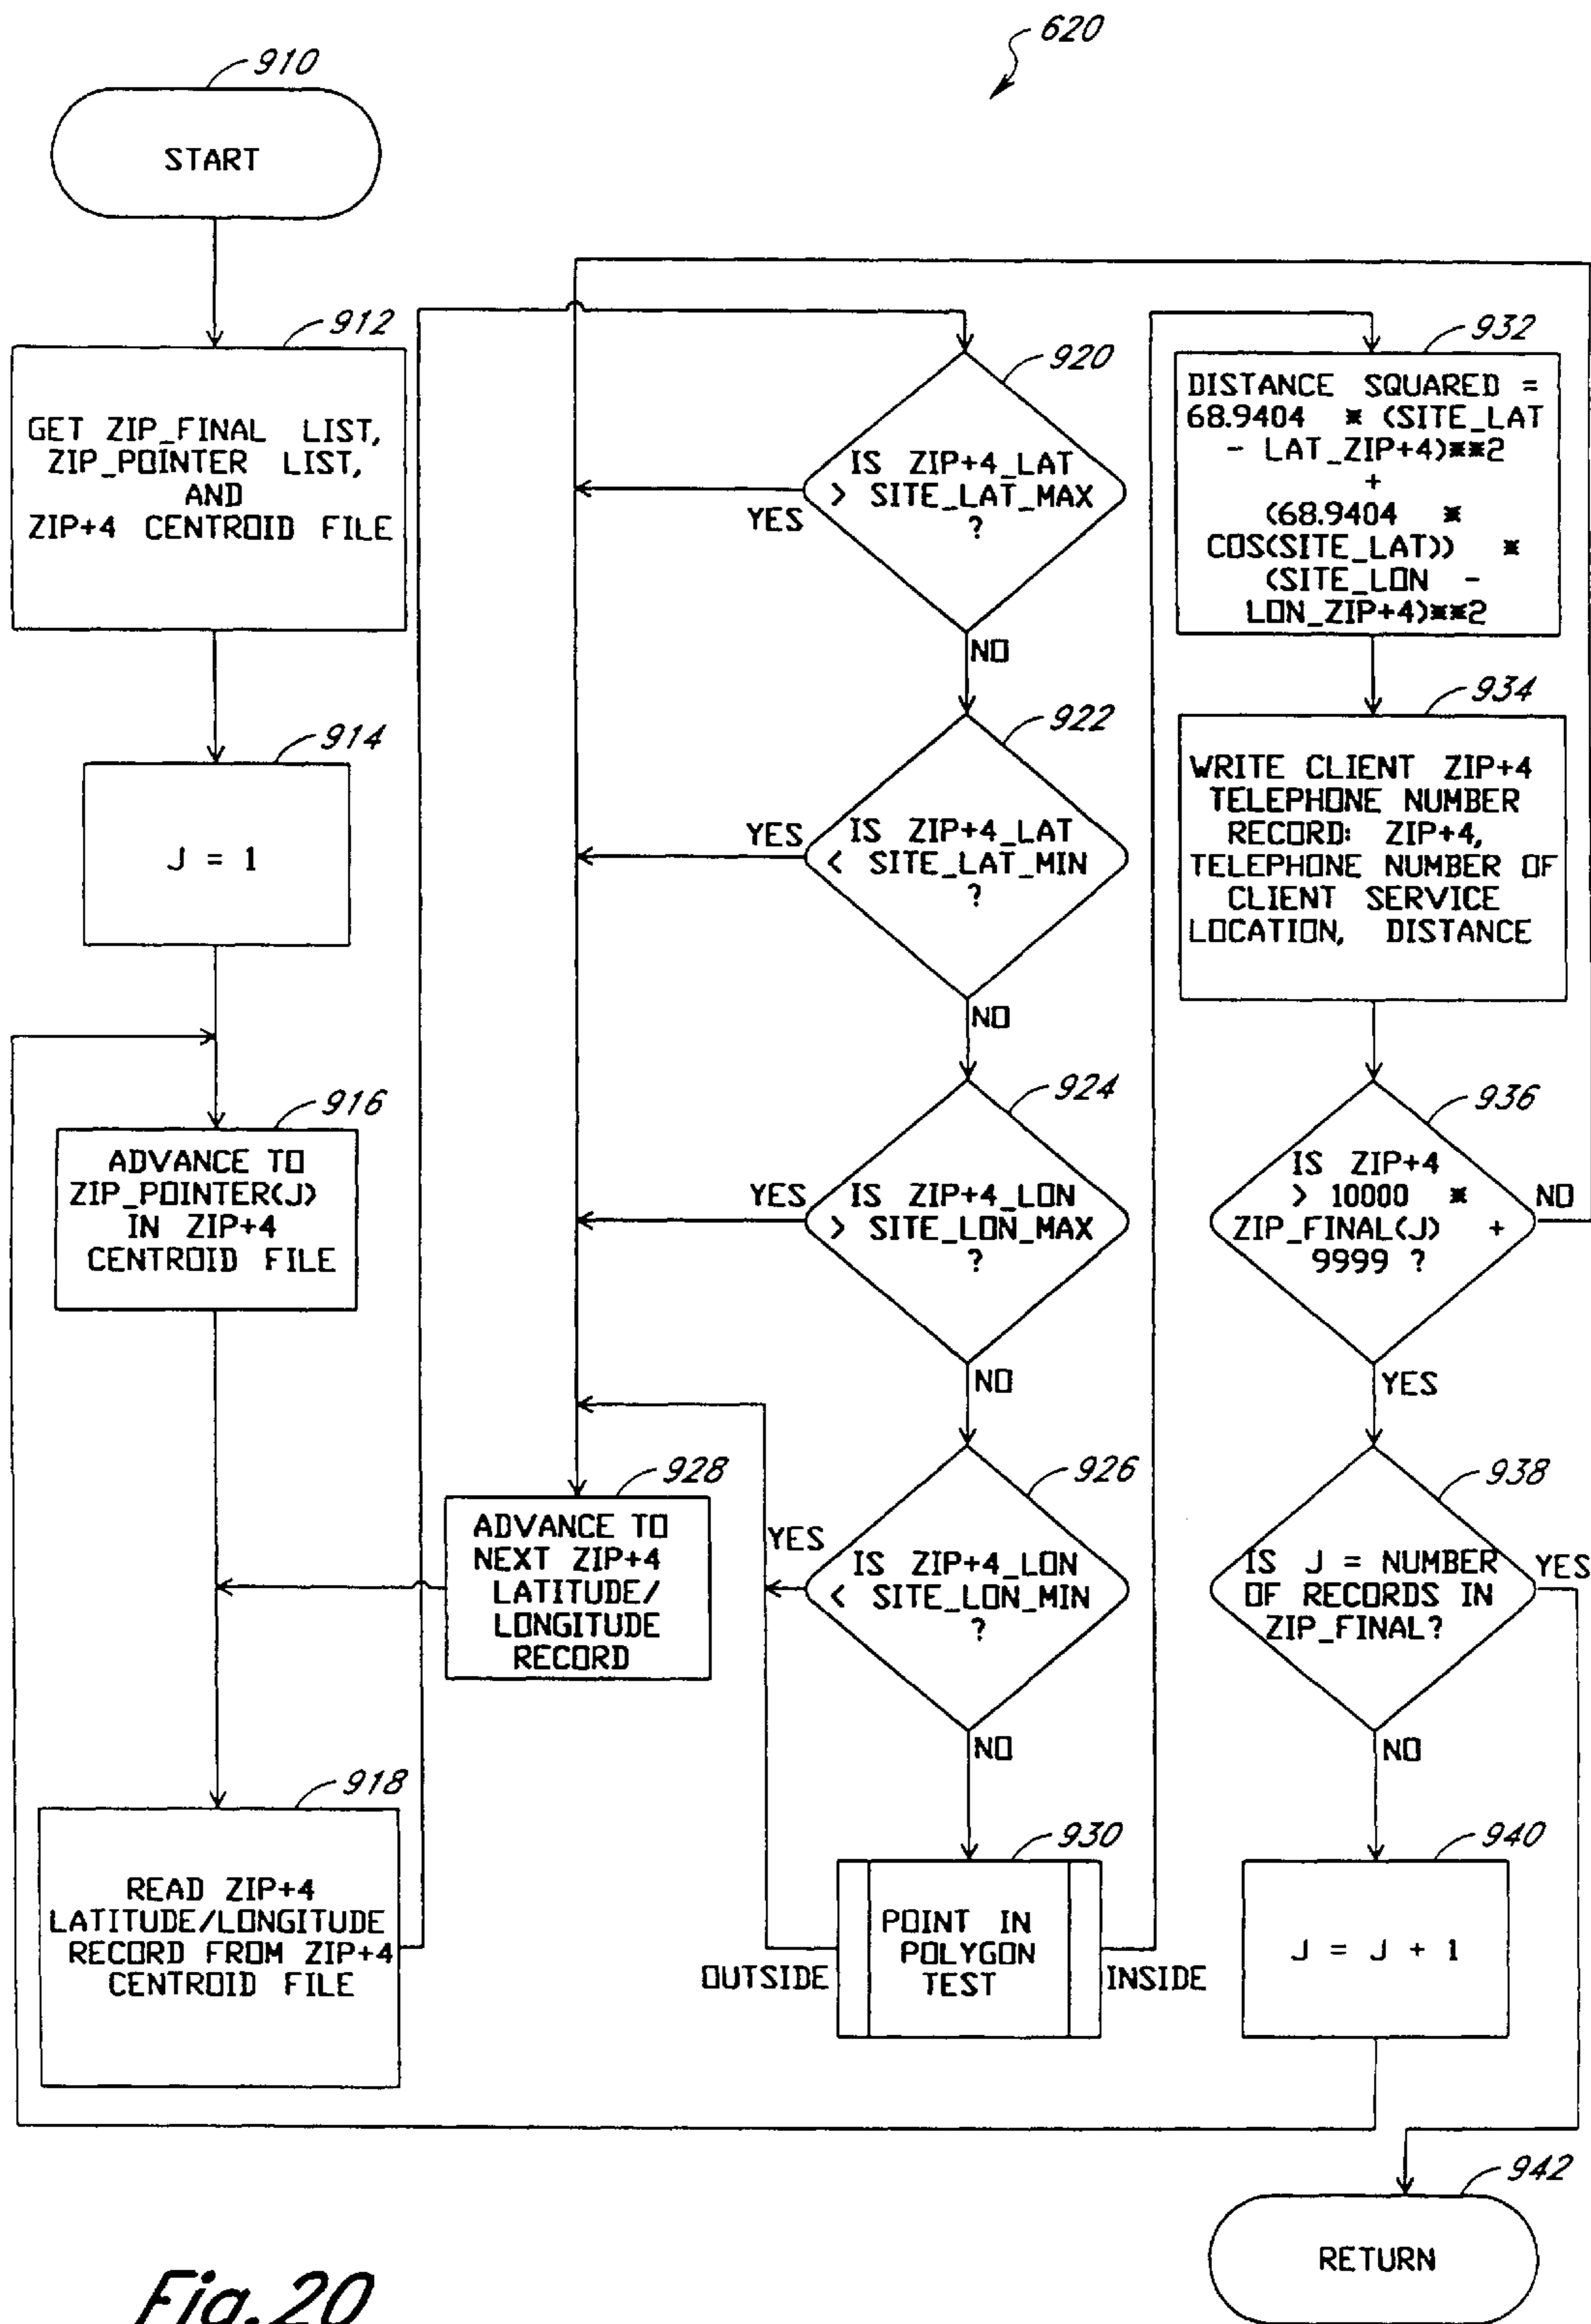 620
910
START
912
GET ZIP_FINAL LIST,
ZIP_POINTER LIST,
AND
ZIP+4 CENTROID FILE
914
J = 1
916
ADVANCE TO
ZIP_POINTER(J)
IN ZIP+4
CENTROID FILE
918
READ ZIP+4
LATITUDE/LONGITUDE
RECORD FROM ZIP+4
CENTROID FILE
920
IS ZIP+4_LAT
> SITE_LAT_MAX
?
YES
NO
922
IS ZIP+4_LAT
< SITE_LAT_MIN
?
YES
NO
924
IS ZIP+4_LON
> SITE_LON_MAX
?
YES
NO
926
IS ZIP+4_LON
< SITE_LON_MIN
?
YES
NO
928
ADVANCE TO
NEXT ZIP+4
LATITUDE/
LONGITUDE
RECORD
930
POINT IN
POLYGON
TEST
OUTSIDE
INSIDE
932
DISTANCE SQUARED =
68.9404 * (SITE_LAT
- LAT_ZIP+4)**2
+
(68.9404 *
COS(SITE_LAT)) *
(SITE_LON -
LON_ZIP+4)**2
934
WRITE CLIENT ZIP+4
TELEPHONE NUMBER
RECORD: ZIP+4,
TELEPHONE NUMBER OF
CLIENT SERVICE
LOCATION, DISTANCE
936
IS ZIP+4
> 10000 *
ZIP_FINAL(J) +
9999 ?
NO
YES
938
IS J = NUMBER
OF RECORDS IN
ZIP_FINAL?
YES
NO
940
J = J + 1
942
RETURN
Fig. 20